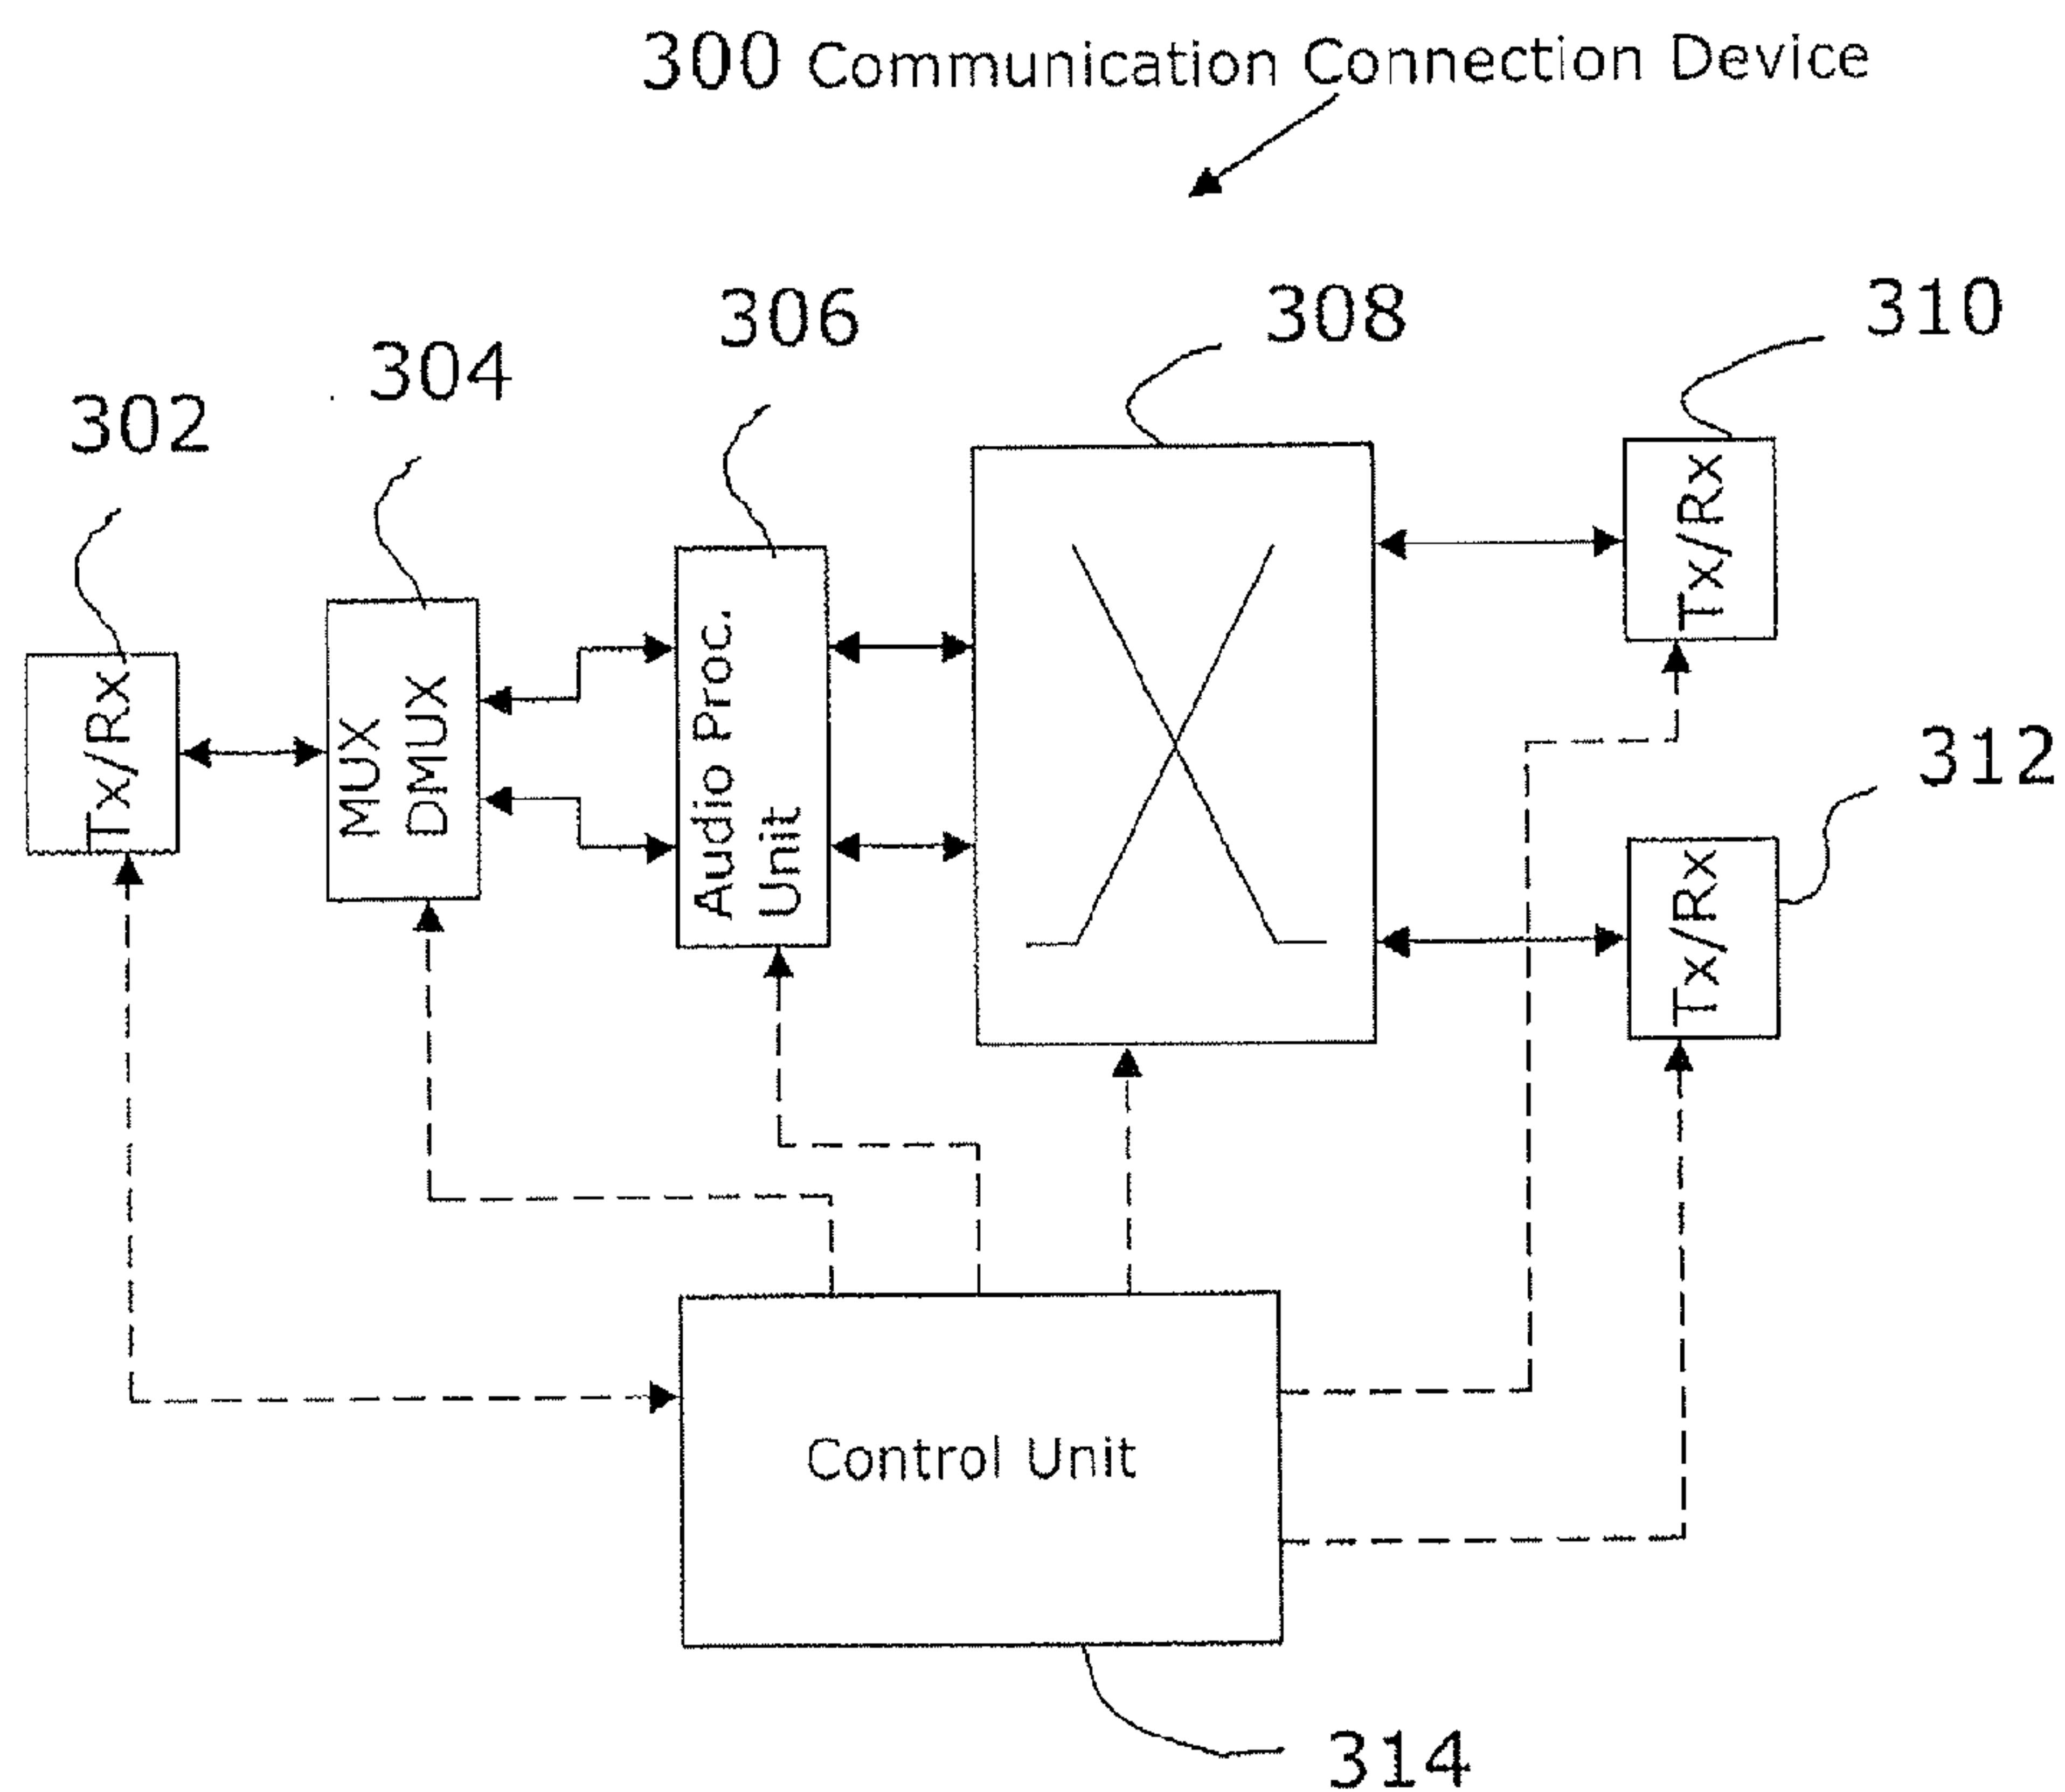 300 Communication Connection Device
310
308
306
304
302
312
Tx/Rx
MUX
DMUX
Audio Proc.
Unit
Tx/Rx
Tx/Rx
Control Unit
314